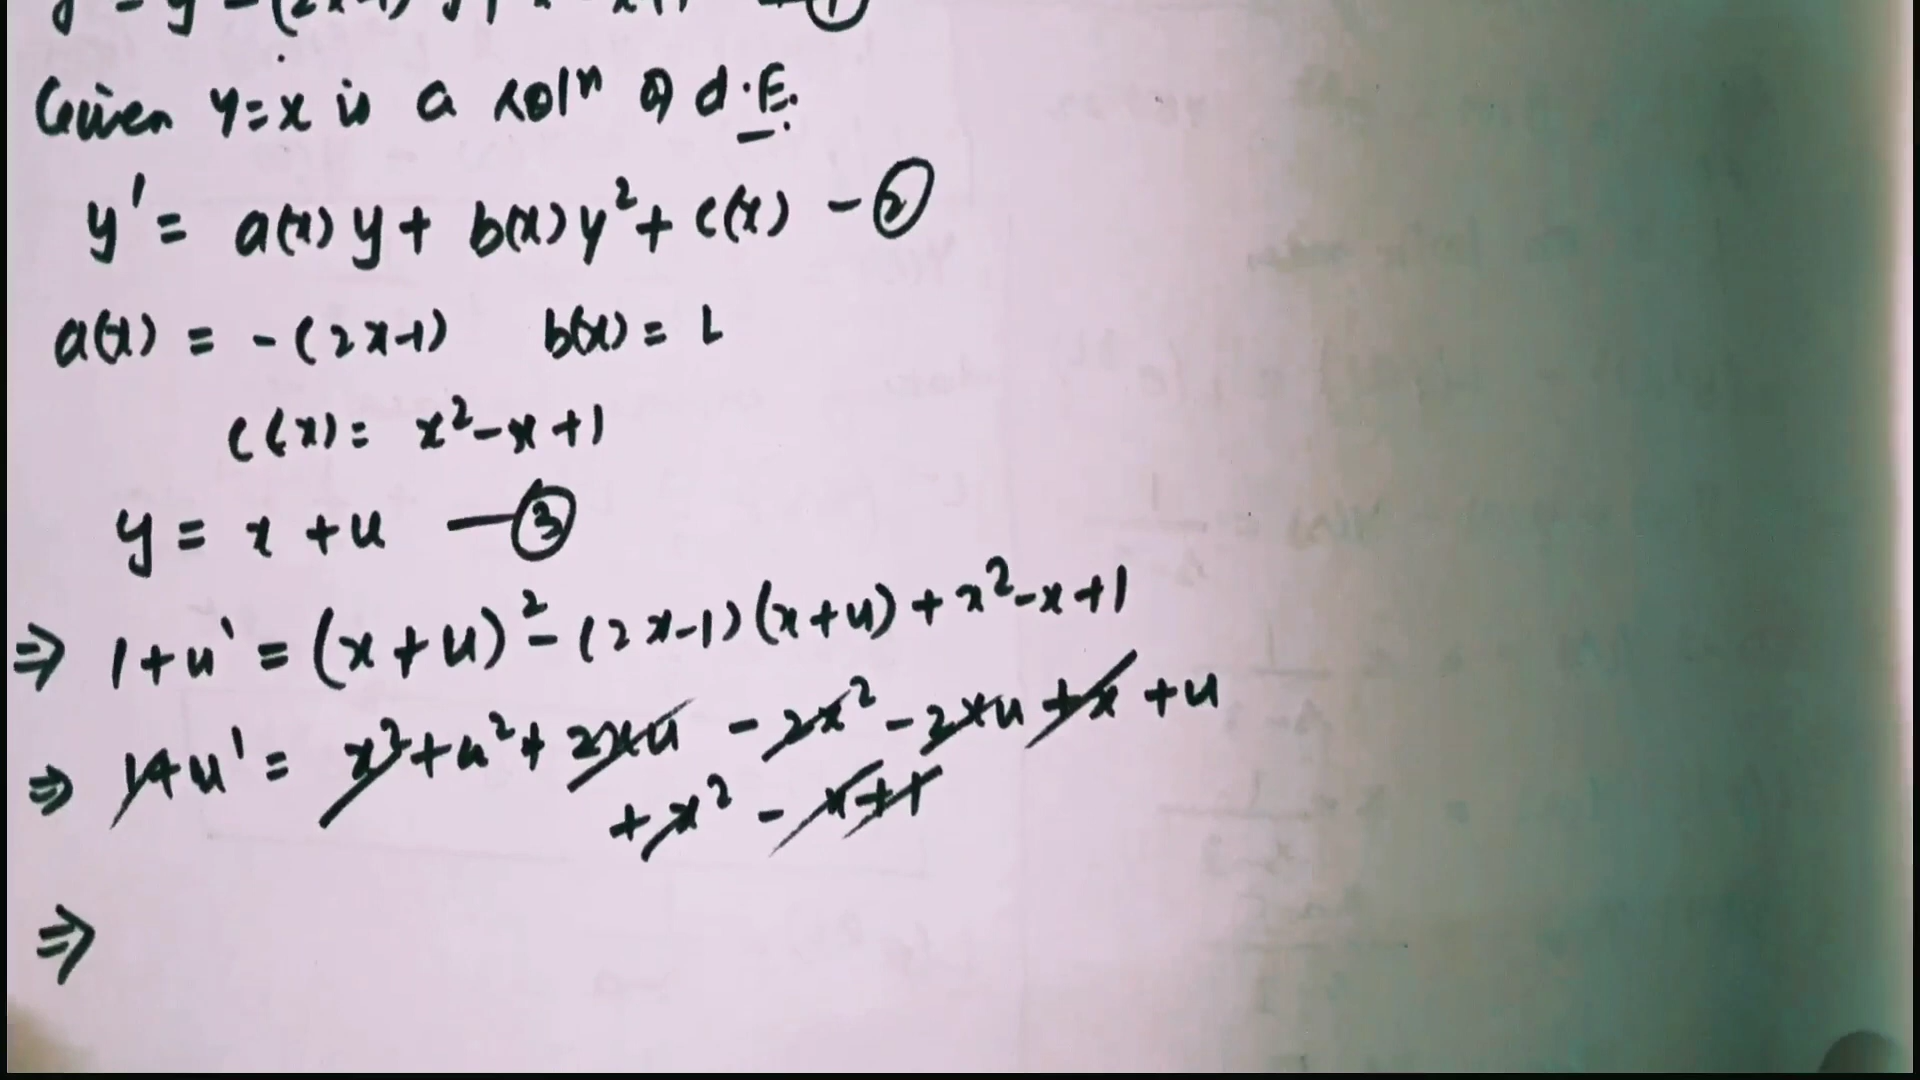 Given y=x is a solⁿ of d.E.
y' = a(x) y + b(x) y² + c(x) - ②
a(x) = - (2x-1) b(x) = 1
c(x) = x² - x + 1
y = x + u — ③
⇒ 1+u' = (x+u)² - (2x-1)(x+u) + x² - x + 1
⇒ 1+u' = x² + u² + 2xu - 2x² - 2xu + x + u
+ x² - x + 1
⇒